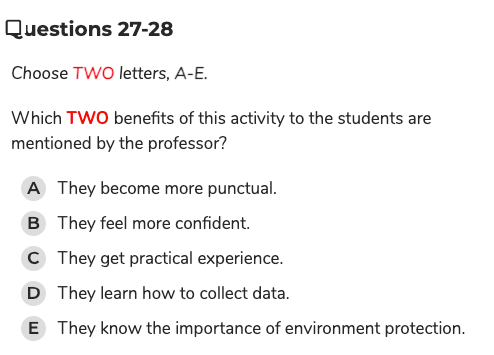 Questions 27-28
Choose TWO letters, A-E.
Which TWO benefits of this activity to the students are
mentioned by the professor?
A They become more punctual.
B They feel more confident.
C They get practical experience.
D They learn how to collect data.
E They know the importance of environment protection.